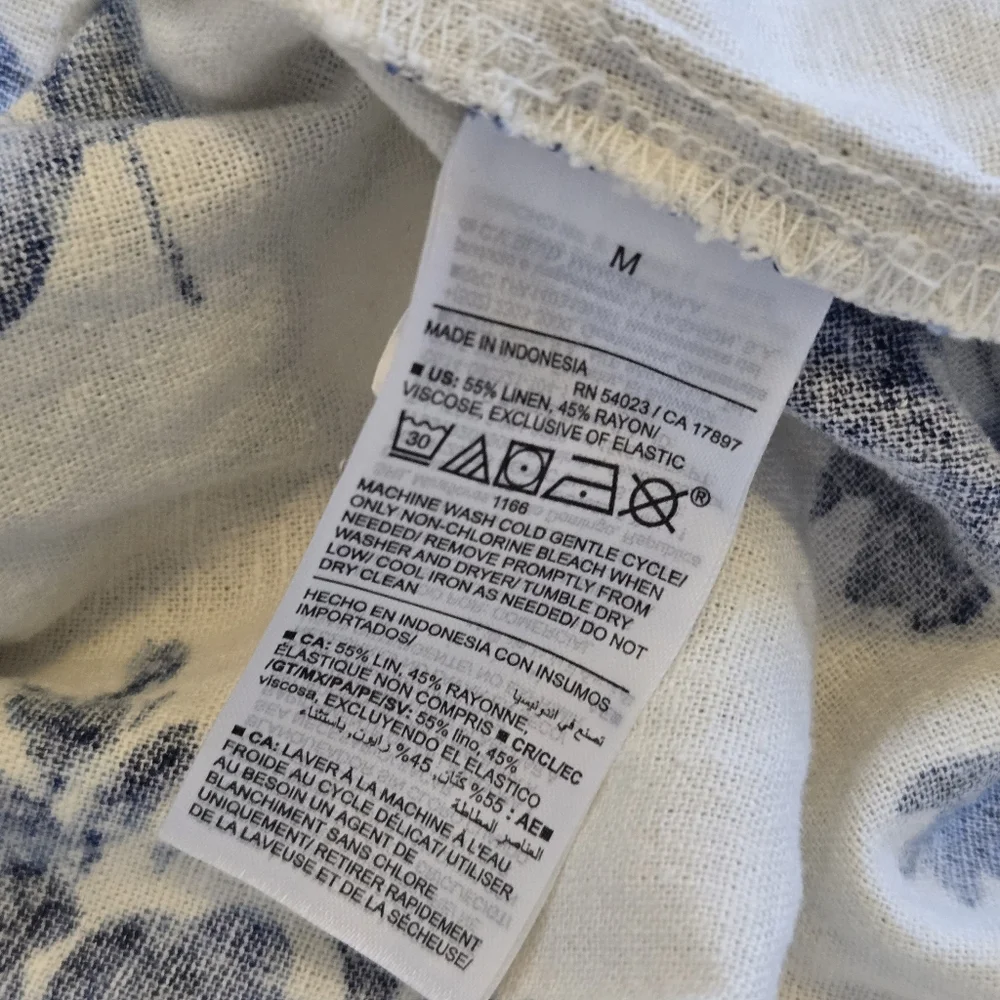 M
MADE IN INDONESIA
RN 54023 / CA 17897
■ US: 55% LINEN, 45% RAYON/
VISCOSE, EXCLUSIVE OF ELASTIC
30
®
1166
MACHINE WASH COLD GENTLE CYCLE/
ONLY NON-CHLORINE BLEACH WHEN
NEEDED/ REMOVE PROMPTLY FROM
WASHER AND DRYER/ TUMBLE DRY
LOW/ COOL IRON AS NEEDED/ DO NOT
DRY CLEAN
HECHO EN INDONESIA CON INSUMOS
IMPORTADOS/
صنع في اندونيسيا
■ CA: 55% LIN, 45% RAYONNE,
ÉLASTIQUE NON COMPRIS ■ CR/CL/EC
/GT/MX/PA/PE/SV: 55% lino, 45%
viscosa, EXCLUYENDO EL ELÁSTICO
■AE : 55% كتان, 45% رايون, باستثناء
العناصر المطاطة
■ CA: LAVER À LA MACHINE À L'EAU
FROIDE AU CYCLE DÉLICAT/ UTILISER
AU BESOIN UN AGENT DE
BLANCHIMENT SANS CHLORE
UNIQUEMENT/ RETIRER RAPIDEMENT
DE LA LAVEUSE ET DE LA SÉCHEUSE/